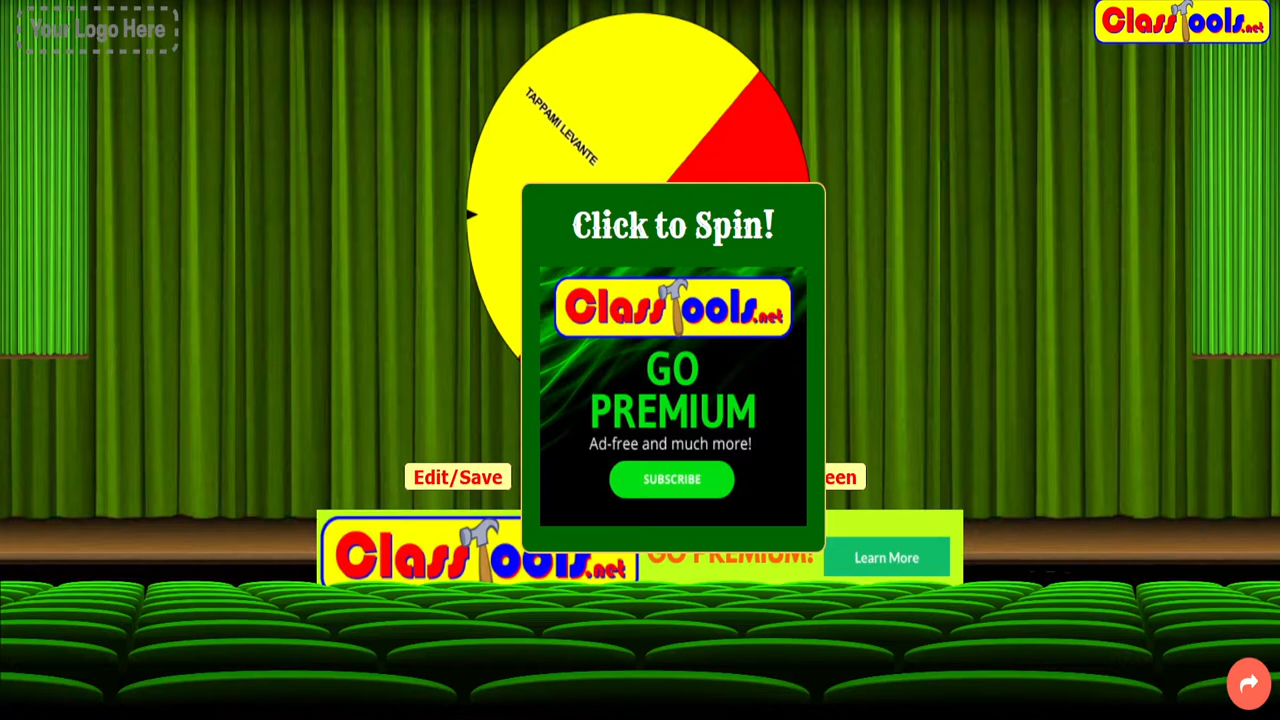 Your Logo Here
ClassTools.net
TAPPAMI LEVANTE
Click to Spin!
ClassTools.net
GO
PREMIUM
Ad-free and much more!
SUBSCRIBE
Edit/Save
een
ClassTools.net
GO PREMIUM!
Learn More